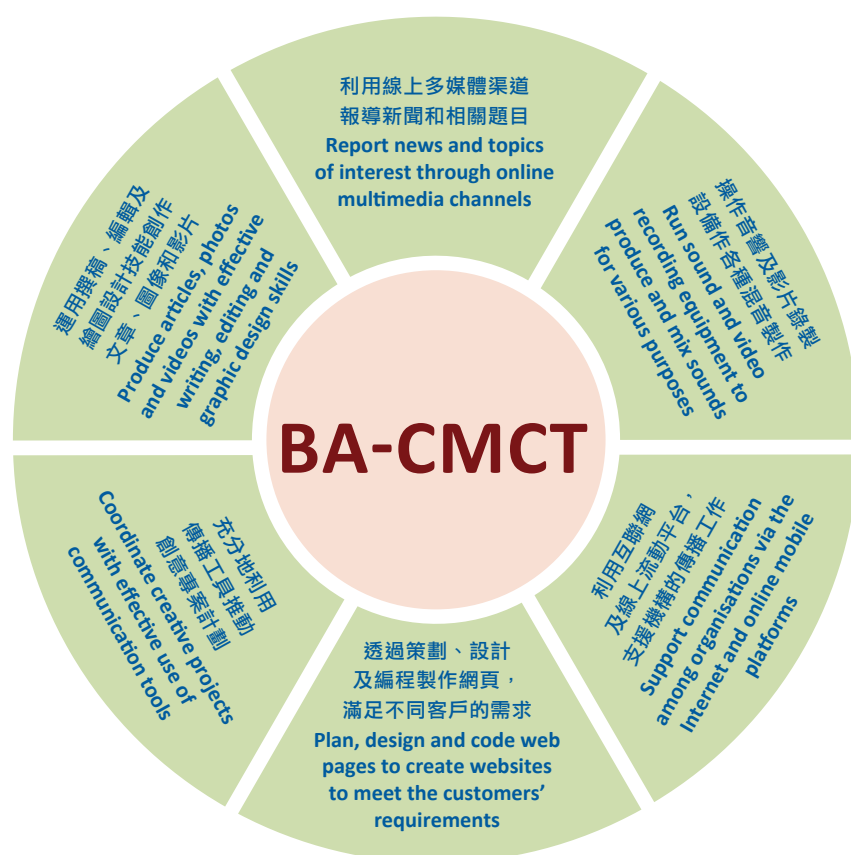 利用線上多媒體渠道
報導新聞和相關題目
Report news and topics
of interest through online
multimedia channels
操作音響及影片錄製
設備作各種混音製作
Run sound and video
recording equipment to
produce and mix sounds
for various purposes
利用互聯網
及線上流動平台，
支援機構的傳播工作
Support communication
among organisations via the
Internet and online mobile
platforms
透過策劃、設計
及編程製作網頁，
滿足不同客戶的需求
Plan, design and code web
pages to create websites
to meet the customers’
requirements
充分地利用
傳播工具推動
創意專案計劃
Coordinate creative projects
with effective use of
communication tools
運用撰稿、編輯及
繪圖設計技能創作
文章、圖像和影片
Produce articles, photos
and videos with effective
writing, editing and
graphic design skills
BA-CMCT